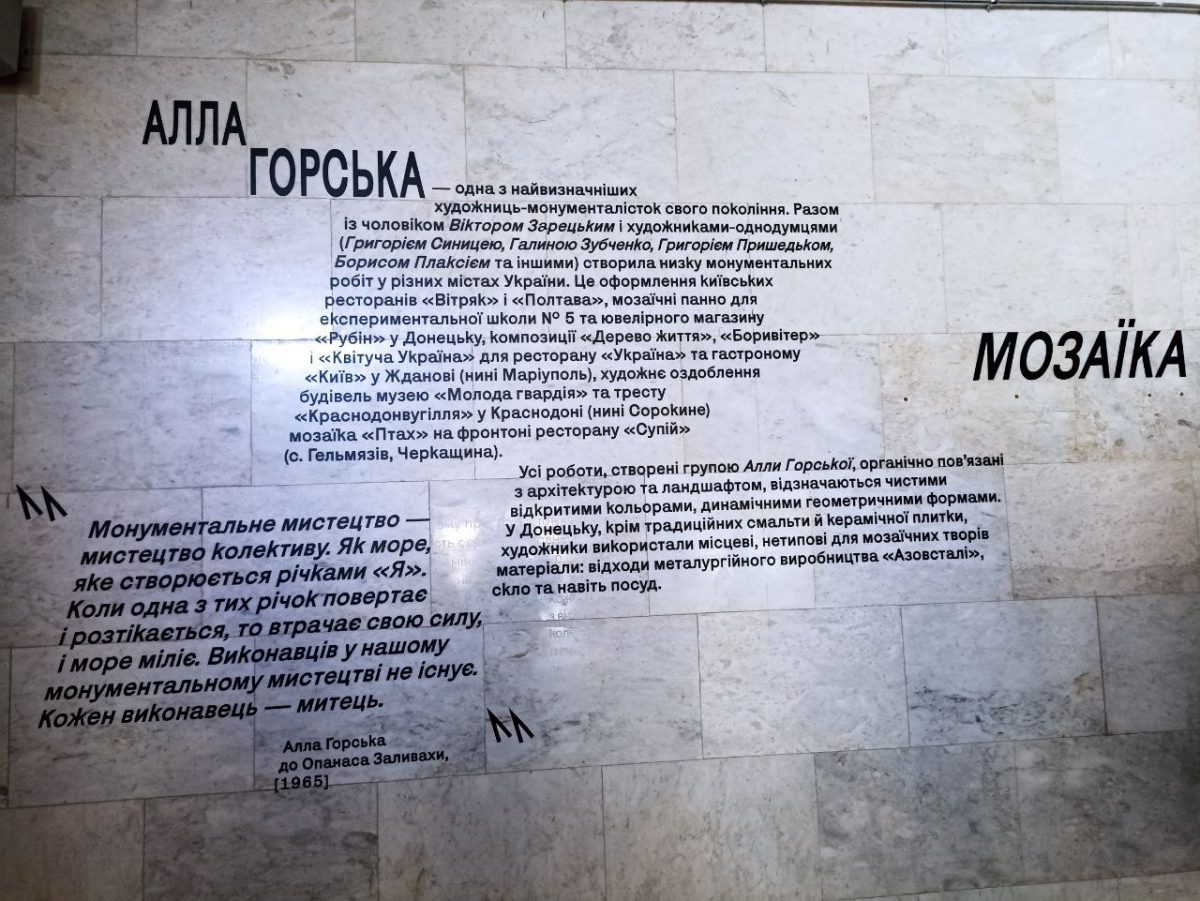 АЛЛА
ГОРСЬКА — одна з найвизначніших
художниць-монументалісток свого покоління. Разом
із чоловіком Віктором Зарецьким і художниками-однодумцями
(Григорієм Синицею, Галиною Зубченко, Григорієм Пришедьком,
Борисом Плаксієм та іншими) створила низку монументальних
робіт у різних містах України. Це оформлення київських
ресторанів «Вітряк» і «Полтава», мозаїчні панно для
експериментальної школи № 5 та ювелірного магазину
«Рубін» у Донецьку, композиції «Дерево життя», «Боривітер»
і «Квітуча Україна» для ресторану «Україна» та гастроному
«Київ» у Жданові (нині Маріуполь), художнє оздоблення
будівель музею «Молода гвардія» та тресту
«Краснодонвугілля» у Краснодоні (нині Сорокине)
мозаїка «Птах» на фронтоні ресторану «Супій»
(с. Гельмязів, Черкащина).
МОЗАЇКА
Усі роботи, створені групою Алли Горської, органічно пов’язані
з архітектурою та ландшафтом, відзначаються чистими
відкритими кольорами, динамічними геометричними формами.
У Донецьку, крім традиційних смальти й керамічної плитки,
художники використали місцеві, нетипові для мозаїчних творів
матеріали: відходи металургійного виробництва «Азовсталі»,
скло та навіть посуд.
Монументальне мистецтво —
мистецтво колективу. Як море,
яке створюється річками «Я».
Коли одна з тих річок повертає
і розтікається, то втрачає свою силу,
і море міліє. Виконавців у нашому
монументальному мистецтві не існує.
Кожен виконавець — митець.
Алла Горська
до Опанаса Заливахи,
[1965]